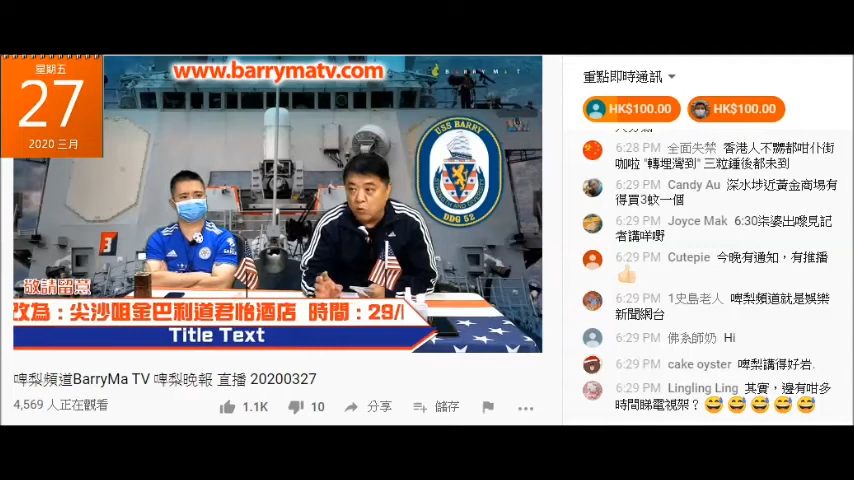 www.barrymatv.com
BARRYMAT
星期五
27
2020 三月
USS BARRY
DDG 52
3
敬請留意
改為：尖沙咀金巴利道君怡酒店 時間：29/
Title Text
啤梨頻道BarryMa TV 啤梨晚報 直播 20200327
4,569 人正在觀看
1.1K
10
分享
儲存
重點即時通訊
HK$100.00
HK$100.00
6:28 PM 全面失禁 香港人不嬲都咁仆街
咖啦 "轉埋灣到" 三粒鍾後都未到
6:29 PM Candy Au 深水埗近黃金商場有
得買3蚊一個
6:29 PM Joyce Mak 6:30柒婆出嚟見記
者講咩嘢
6:29 PM Cutepie 今晚有通知，有推播
6:29 PM 1史島老人 啤梨頻道就是娛樂
新聞網台
6:29 PM 佛系師奶 Hi
6:29 PM cake oyster 啤梨講得好岩.
6:29 PM Lingling Ling 其實，邊有咁多
時間睇電視架？😅😅😅😅😅